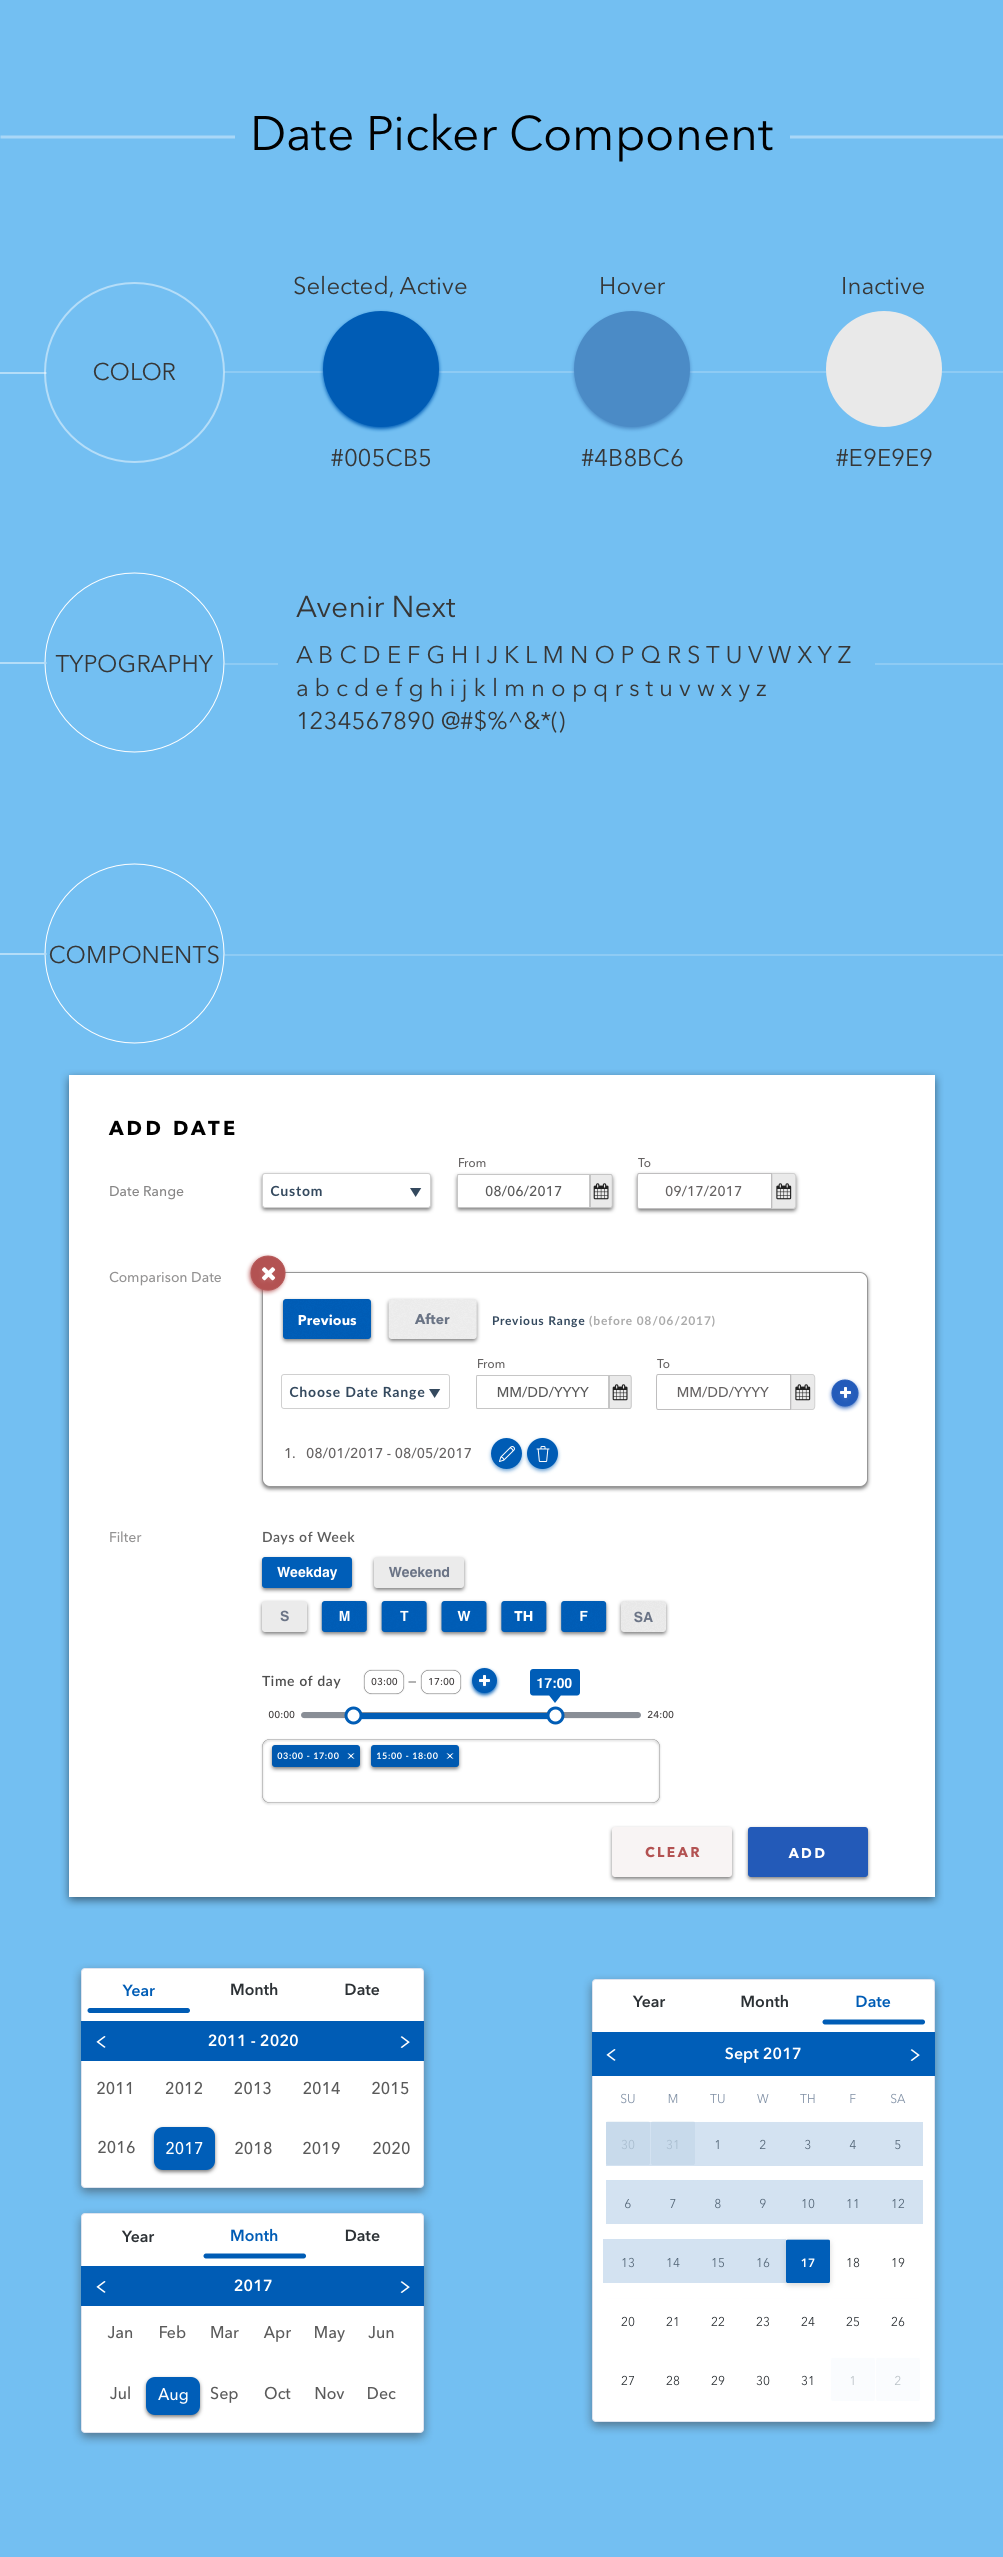 Date Picker Component
Selected, Active
Hover
Inactive
COLOR
#005CB5
#4B8BC6
#E9E9E9
Avenir Next
TYPOGRAPHY
A B C D E F G H I J K L M N O P Q R S T U V W X Y Z
a b c d e f g h i j k l m n o p q r s t u v w x y z
1234567890 @#$%^&*()
COMPONENTS
ADD DATE
From
To
Date Range
Custom
08/06/2017
09/17/2017
Comparison Date
Previous
After
Previous Range (before 08/06/2017)
From
To
Choose Date Range
MM/DD/YYYY
MM/DD/YYYY
1. 08/01/2017 - 08/05/2017
Filter
Days of Week
Weekday
Weekend
S M T W TH F SA
Time of day
03:00 – 17:00
17:00
00:00
24:00
03:00 - 17:00 ×
15:00 - 18:00 ×
CLEAR
ADD
Year Month Date
< 2011 - 2020 >
2011 2012 2013 2014 2015
2016 2017 2018 2019 2020
Year Month Date
< 2017 >
Jan Feb Mar Apr May Jun
Jul Aug Sep Oct Nov Dec
Year Month Date
< Sept 2017 >
SU M TU W TH F SA
30 31 1 2 3 4 5
6 7 8 9 10 11 12
13 14 15 16 17 18 19
20 21 22 23 24 25 26
27 28 29 30 31 1 2